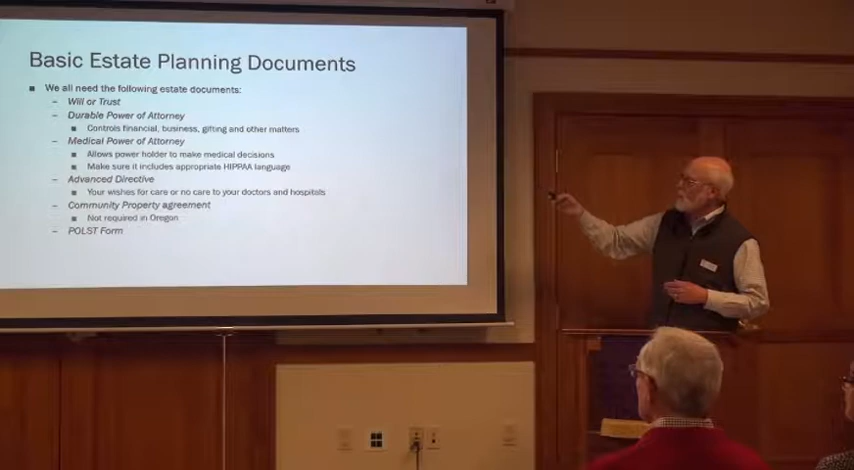 Basic Estate Planning Documents
■ We all need the following estate documents:
– Will or Trust
– Durable Power of Attorney
■ Controls financial, business, gifting and other matters
– Medical Power of Attorney
■ Allows power holder to make medical decisions
■ Make sure it includes appropriate HIPPAA language
– Advanced Directive
■ Your wishes for care or no care to your doctors and hospitals
– Community Property agreement
■ Not required in Oregon
– POLST Form